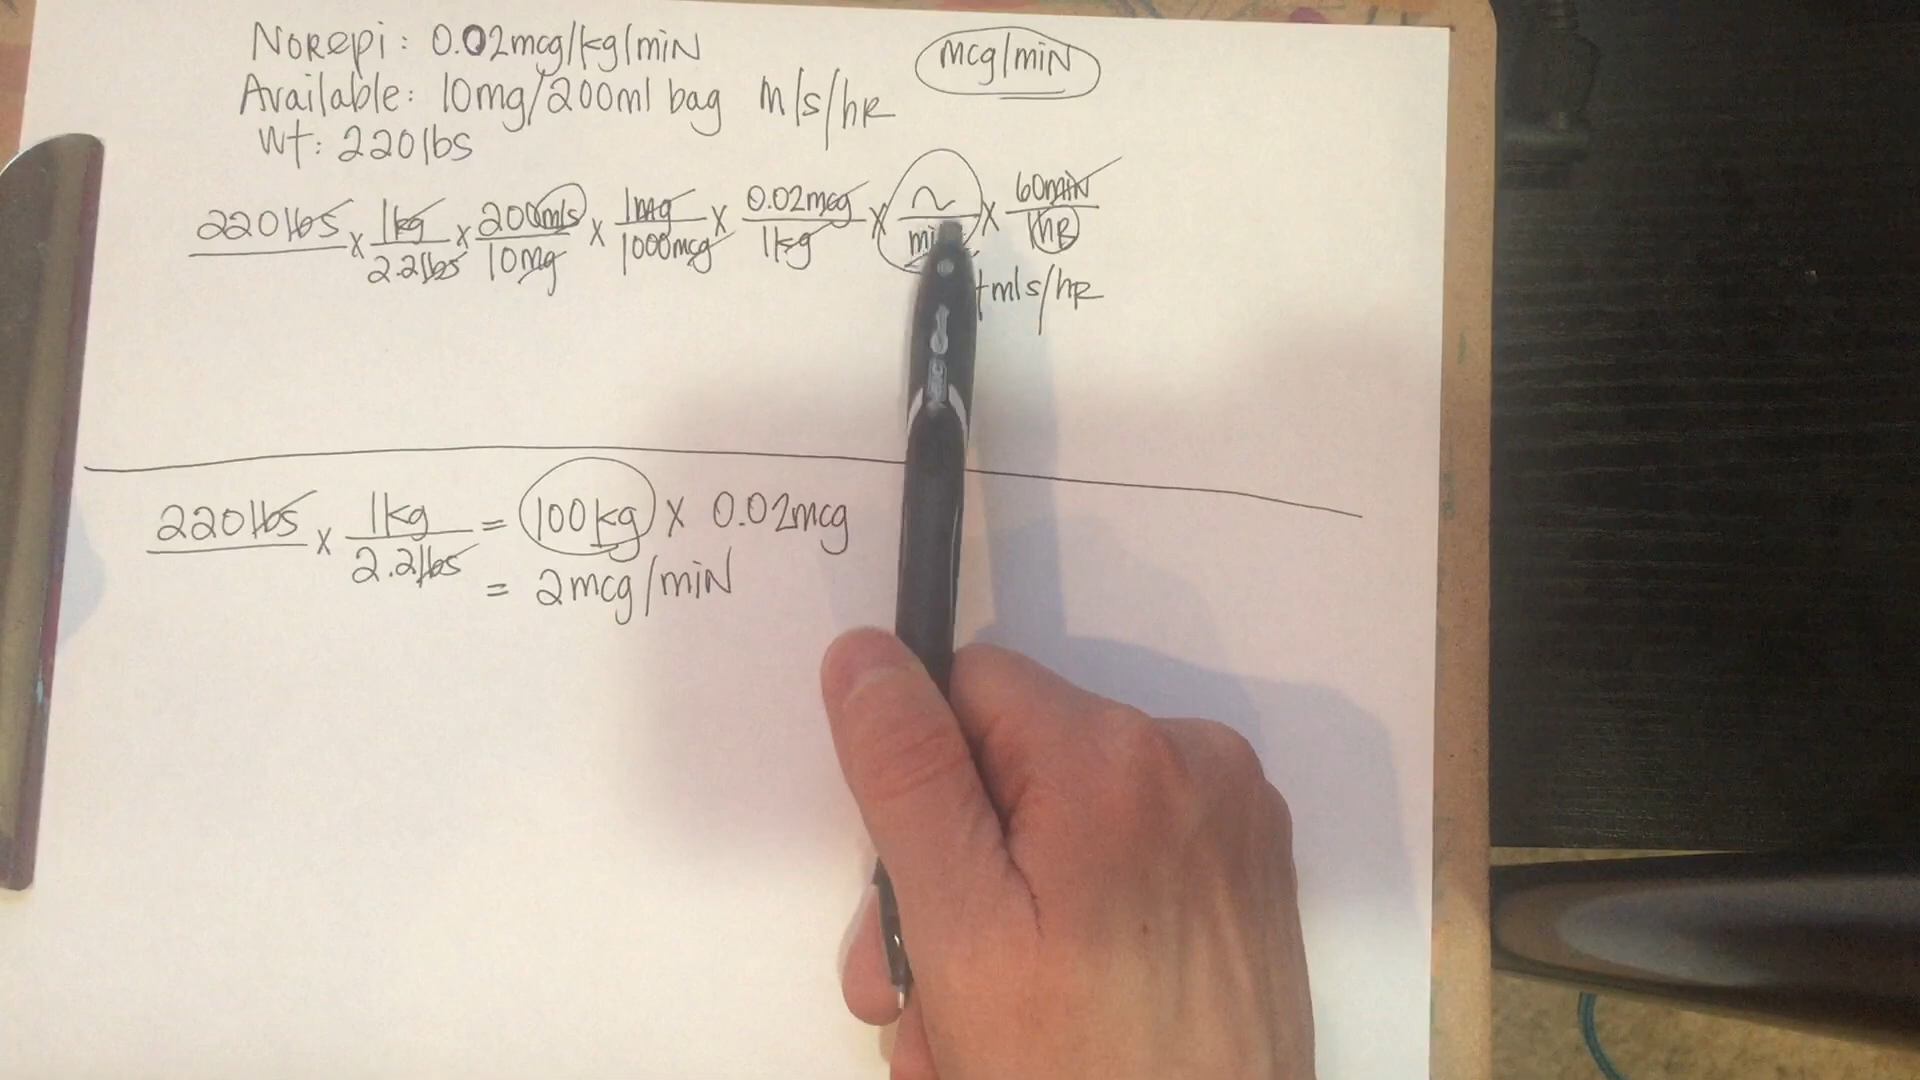 Norepi: 0.02mcg/kg/min
mcg/min
Available: 10mg/200ml bag mls/hr
Wt: 220lbs
220lbs x 1kg/2.2lbs x 200mls/10mg x 1mg/1000mcg x 0.02mcg/1kg x ~/ x 60min/1hr
mls/hr
220lbs x 1kg/2.2lbs = 100kg x 0.02mcg
= 2mcg/min
BIC